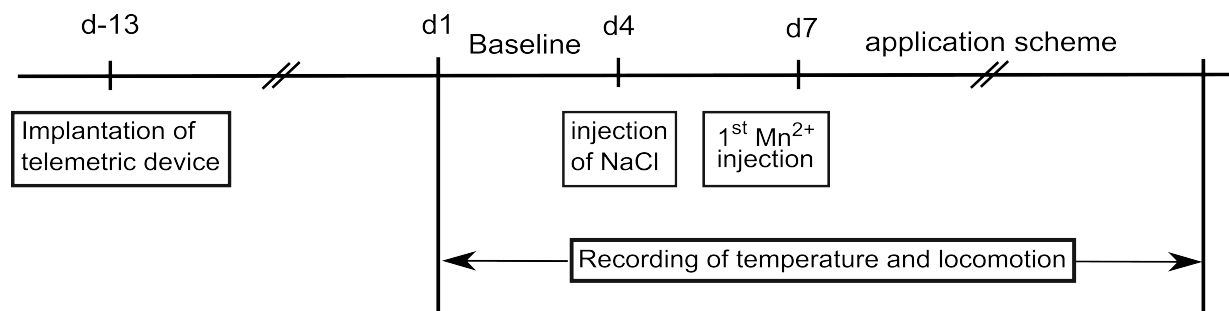 d-13
d1
Baseline
d4
d7
application scheme
Implantation of
telemetric device
injection
of NaCl
1st Mn2+
injection
Recording of temperature and locomotion